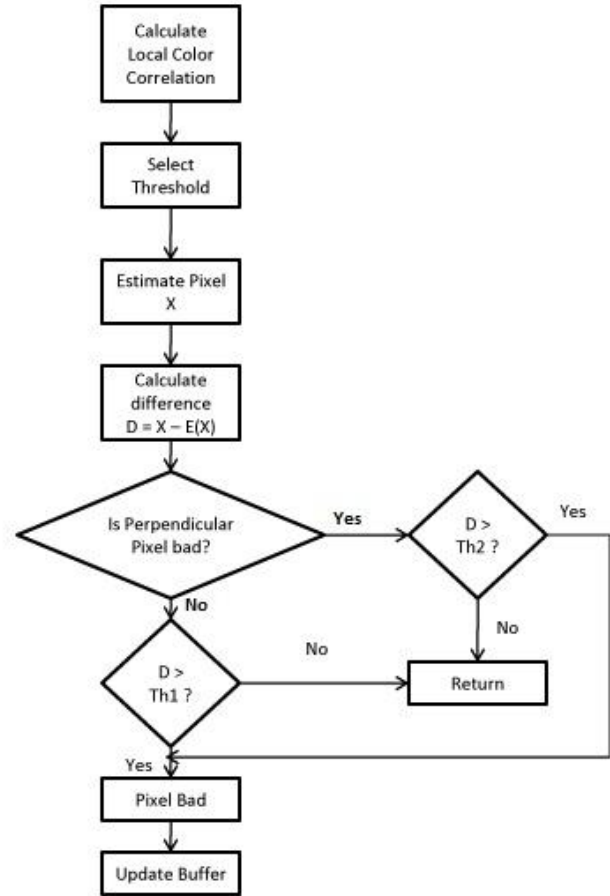 Calculate
Local Color
Correlation
Select
Threshold
Estimate Pixel
X
Calculate
difference
D = X – E(X)
Is Perpendicular
Pixel bad?
Yes
D >
Th2 ?
Yes
No
No
D >
Th1 ?
No
Return
Yes
Pixel Bad
Update Buffer